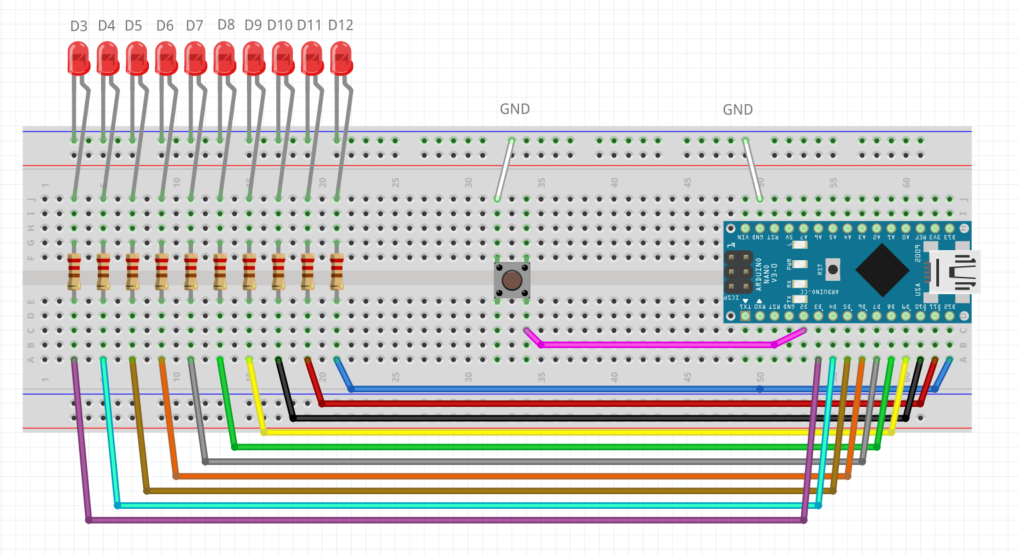 D3 D4 D5 D6 D7 D8 D9 D10 D11 D12
GND GND
1 5 10 15 20 25 30 35 40 45 50 55 60
J J
I I
H
G
F
VIN GND RST 5V A7 A6 A5 A4 A3 A2 A1 A0 REF 3V3 D13
1
ARDUINO
NANO
V3.0
PWR
RST
RX
TX
ARDUINO.CC
USA
ICSP
TX1 RX0 RST GND D2 D3 D4 D5 D6 D7 D8 D9 D10 D11 D12
E
D
C C
B B
A A
1 5 10 15 20 25 30 35 40 45 50 55 60